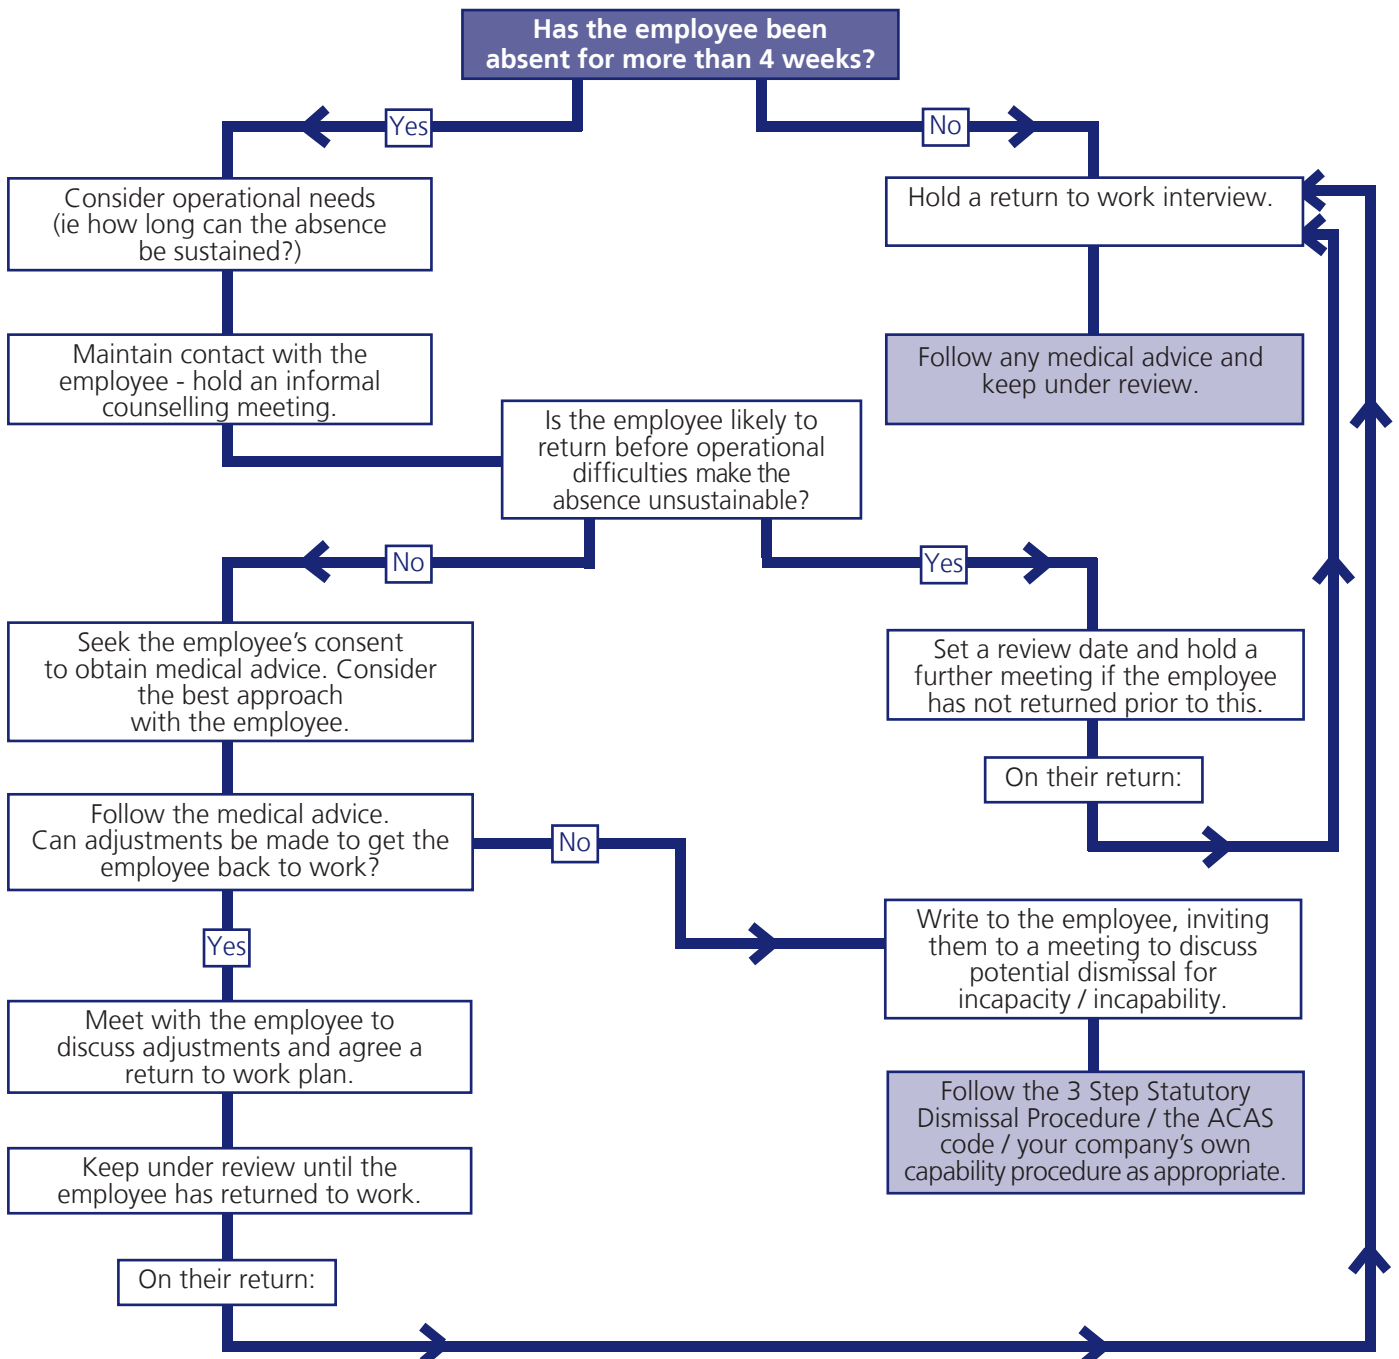 Has the employee been
absent for more than 4 weeks?
Yes
No
Consider operational needs
(ie how long can the absence
be sustained?)
Hold a return to work interview.
Maintain contact with the
employee - hold an informal
counselling meeting.
Follow any medical advice and
keep under review.
Is the employee likely to
return before operational
difficulties make the
absence unsustainable?
No
Yes
Seek the employee’s consent
to obtain medical advice. Consider
the best approach
with the employee.
Set a review date and hold a
further meeting if the employee
has not returned prior to this.
On their return:
Follow the medical advice.
Can adjustments be made to get the
employee back to work?
No
Yes
Write to the employee, inviting
them to a meeting to discuss
potential dismissal for
incapacity / incapability.
Meet with the employee to
discuss adjustments and agree a
return to work plan.
Follow the 3 Step Statutory
Dismissal Procedure / the ACAS
code / your company’s own
capability procedure as appropriate.
Keep under review until the
employee has returned to work.
On their return: